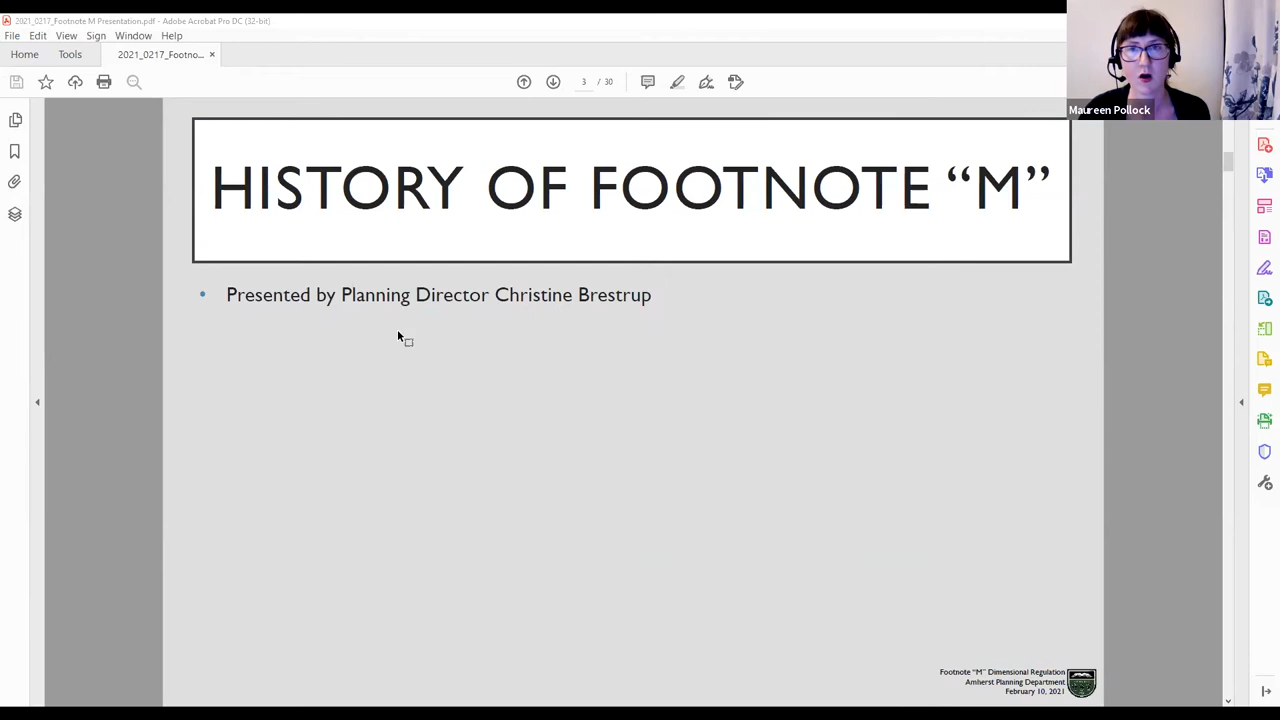 2021_0217_Footnote M Presentation.pdf - Adobe Acrobat Pro DC (32-bit)
File Edit View Sign Window Help
Home Tools 2021_0217_Footno... ×
3 / 30
Maureen Pollock
HISTORY OF FOOTNOTE “M”
• Presented by Planning Director Christine Brestrup
Footnote “M” Dimensional Regulation
Amherst Planning Department
February 10, 2021